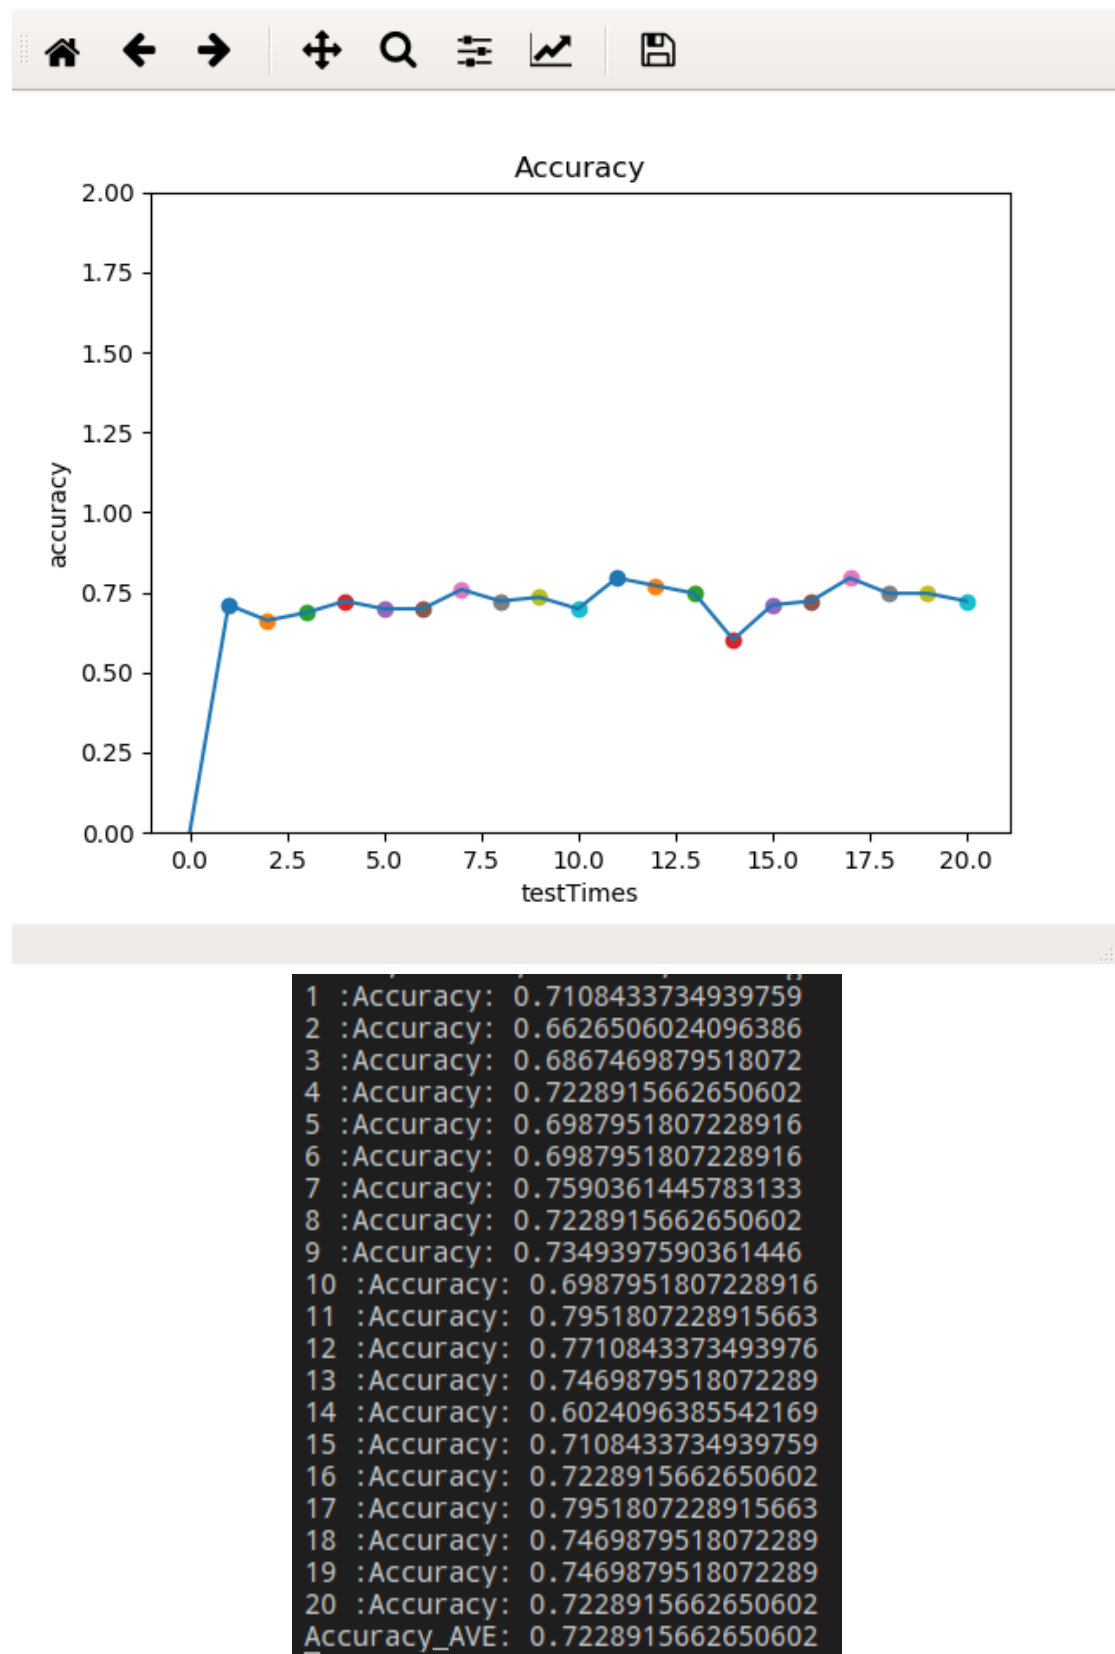 Accuracy
2.00
1.75
1.50
1.25
1.00
0.75
0.50
0.25
0.00
accuracy
0.0 2.5 5.0 7.5 10.0 12.5 15.0 17.5 20.0
testTimes
1 :Accuracy: 0.7108433734939759
2 :Accuracy: 0.6626506024096386
3 :Accuracy: 0.6867469879518072
4 :Accuracy: 0.7228915662650602
5 :Accuracy: 0.6987951807228916
6 :Accuracy: 0.6987951807228916
7 :Accuracy: 0.7590361445783133
8 :Accuracy: 0.7228915662650602
9 :Accuracy: 0.7349397590361446
10 :Accuracy: 0.6987951807228916
11 :Accuracy: 0.7951807228915663
12 :Accuracy: 0.7710843373493976
13 :Accuracy: 0.7469879518072289
14 :Accuracy: 0.6024096385542169
15 :Accuracy: 0.7108433734939759
16 :Accuracy: 0.7228915662650602
17 :Accuracy: 0.7951807228915663
18 :Accuracy: 0.7469879518072289
19 :Accuracy: 0.7469879518072289
20 :Accuracy: 0.7228915662650602
Accuracy_AVE: 0.7228915662650602